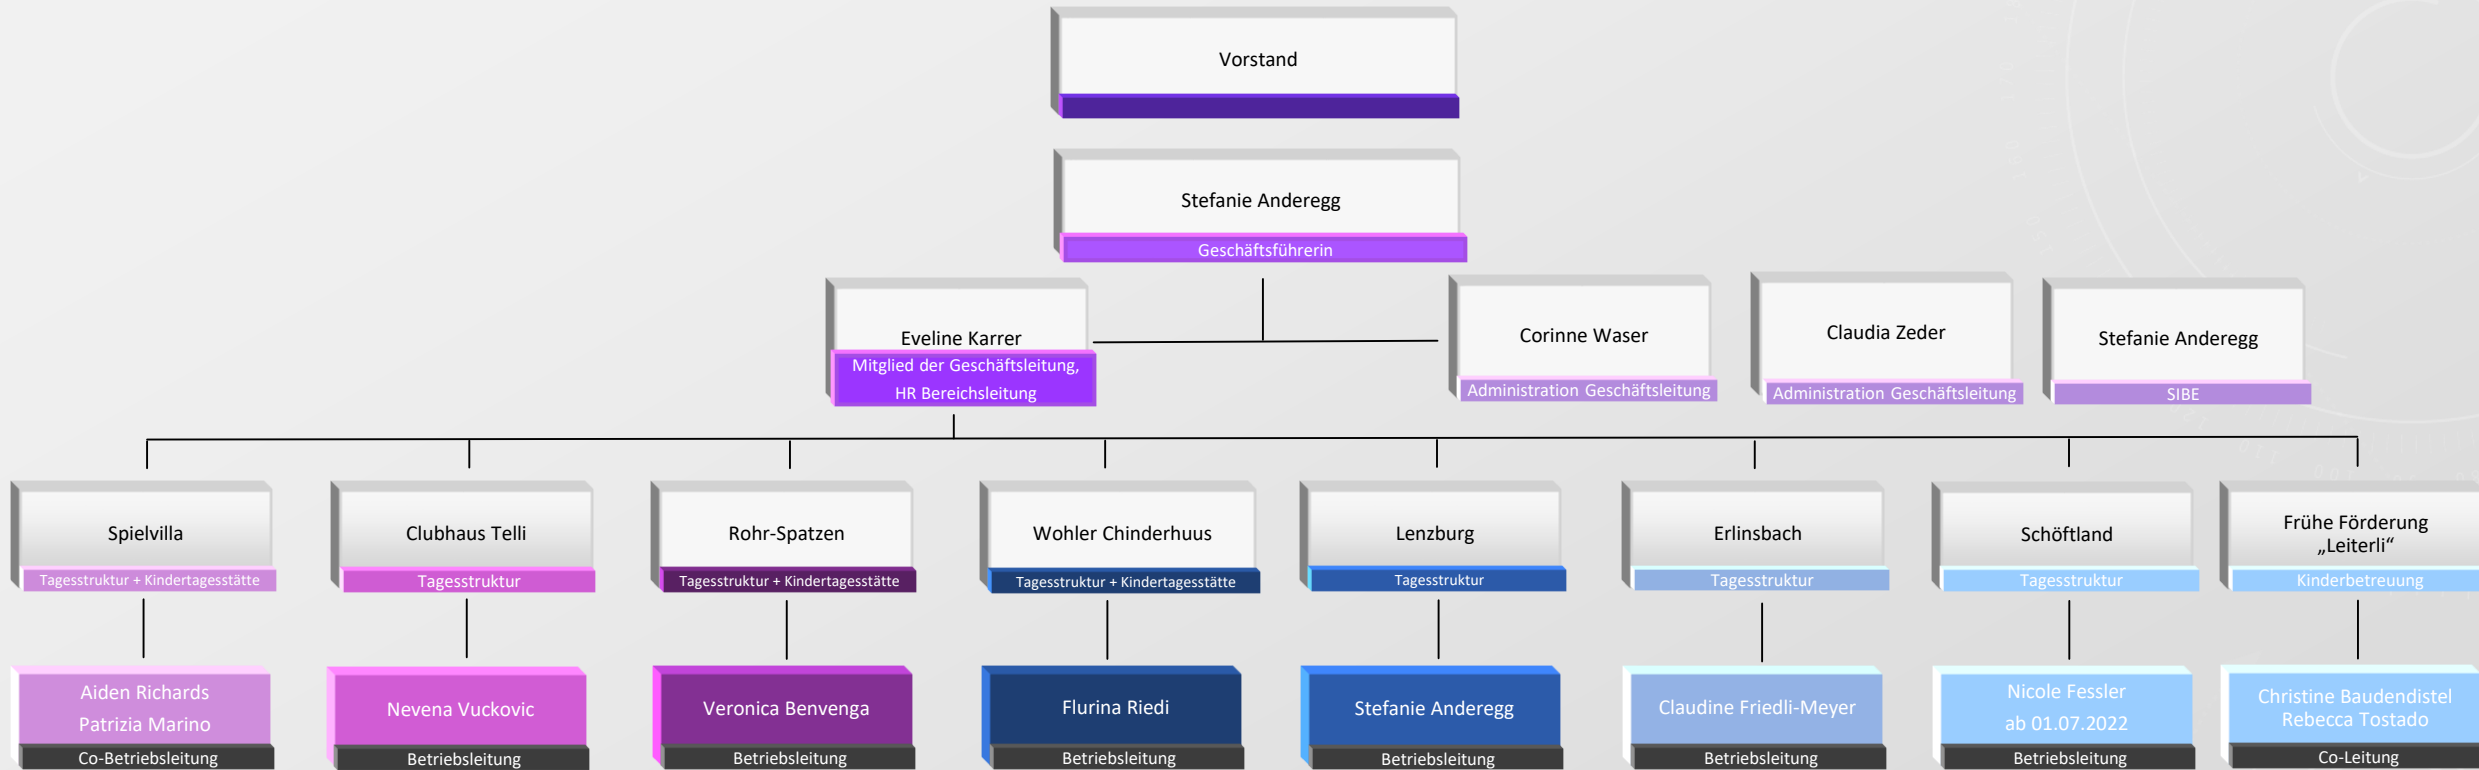 Vorstand
Stefanie Anderegg
Geschäftsführerin
Eveline Karrer
Mitglied der Geschäftsleitung,
HR Bereichsleitung
Corinne Waser
Administration Geschäftsleitung
Claudia Zeder
Administration Geschäftsleitung
Stefanie Anderegg
SIBE
Spielvilla
Tagesstruktur + Kindertagesstätte
Clubhaus Telli
Tagesstruktur
Rohr-Spatzen
Tagesstruktur + Kindertagesstätte
Wohler Chinderhuus
Tagesstruktur + Kindertagesstätte
Lenzburg
Tagesstruktur
Erlinsbach
Tagesstruktur
Schöftland
Tagesstruktur
Frühe Förderung
„Leiterli“
Kinderbetreuung
Aiden Richards
Patrizia Marino
Co-Betriebsleitung
Nevena Vuckovic
Betriebsleitung
Veronica Benvenga
Betriebsleitung
Flurina Riedi
Betriebsleitung
Stefanie Anderegg
Betriebsleitung
Claudine Friedli-Meyer
Betriebsleitung
Nicole Fessler
ab 01.07.2022
Betriebsleitung
Christine Baudendistel
Rebecca Tostado
Co-Leitung